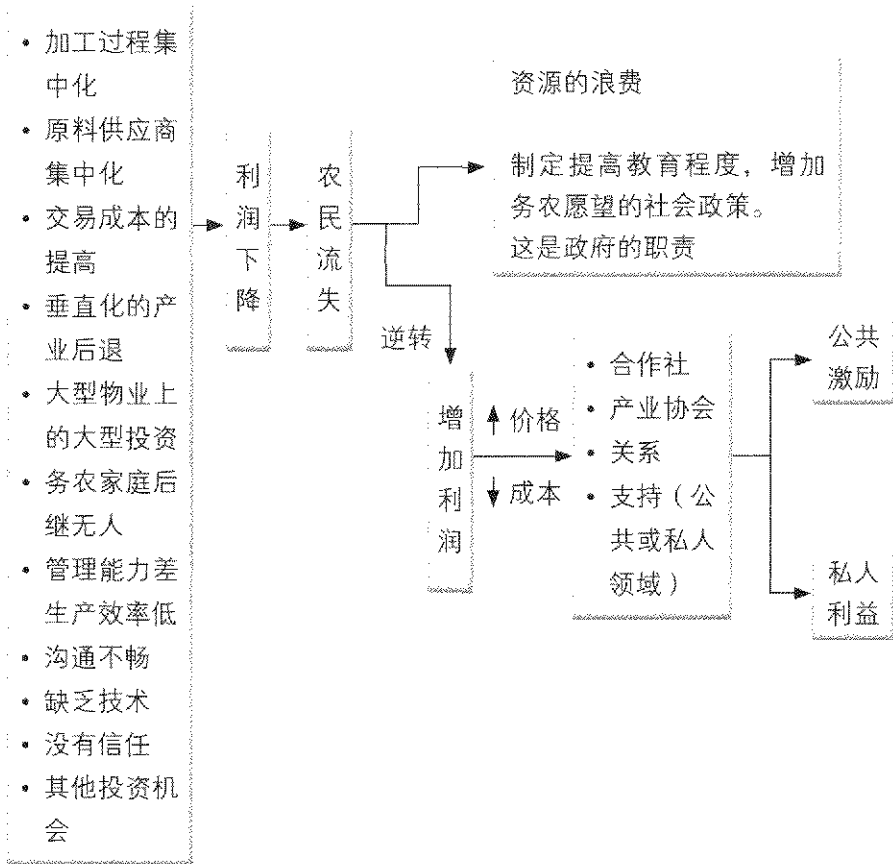 • 加工过程集
中化
• 原料供应商
集中化
• 交易成本的
提高
• 垂直化的产
业后退
• 大型物业上
的大型投资
• 务农家庭后
继无人
• 管理能力差
生产效率低
• 沟通不畅
• 缺乏技术
• 没有信任
• 其他投资机
会
利润下降
农民流失
资源的浪费
制定提高教育程度，增加
务农愿望的社会政策。
这是政府的职责
逆转
增加利润
价格
成本
• 合作社
• 产业协会
• 关系
• 支持（公
共或私人
领域）
公共
激励
私人
利益